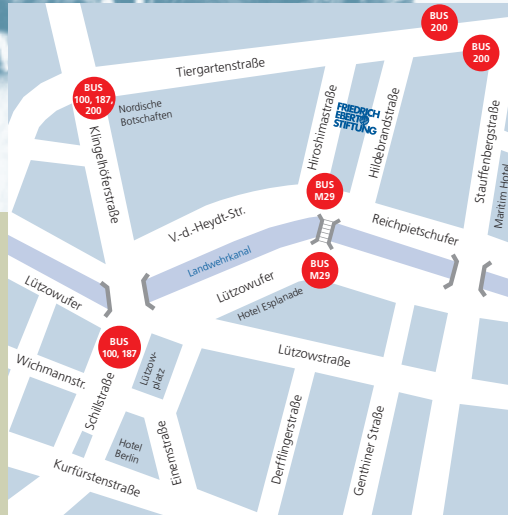 BUS
200
BUS
200
Tiergartenstraße
BUS
100, 187,
200
Nordische
Botschaften
Klingelhöferstraße
Hiroshimastraße
FRIEDRICH
EBERT
STIFTUNG
Hildebrandstraße
Stauffenbergstraße
Maritim Hotel
BUS
M29
V.-d.-Heydt-Str.
Reichpietschufer
Landwehrkanal
BUS
M29
Lützowufer
Lützowufer
Hotel Esplanade
BUS
100, 187
Lützow-
platz
Lützowstraße
Wichmannstr.
Schillstraße
Hotel
Berlin
Einemstraße
Derfflingerstraße
Genthiner Straße
Kurfürstenstraße